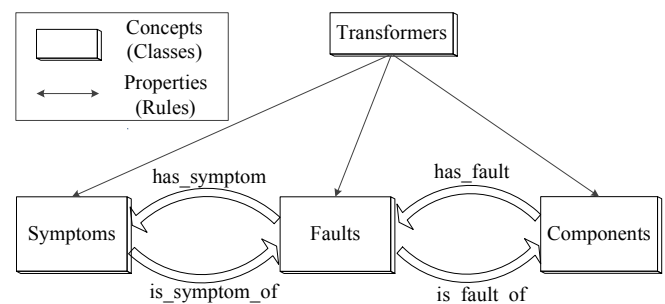 Concepts
(Classes)
Properties
(Rules)
Transformers
has_symptom
has_fault
Symptoms
Faults
Components
is_symptom_of
is_fault_of